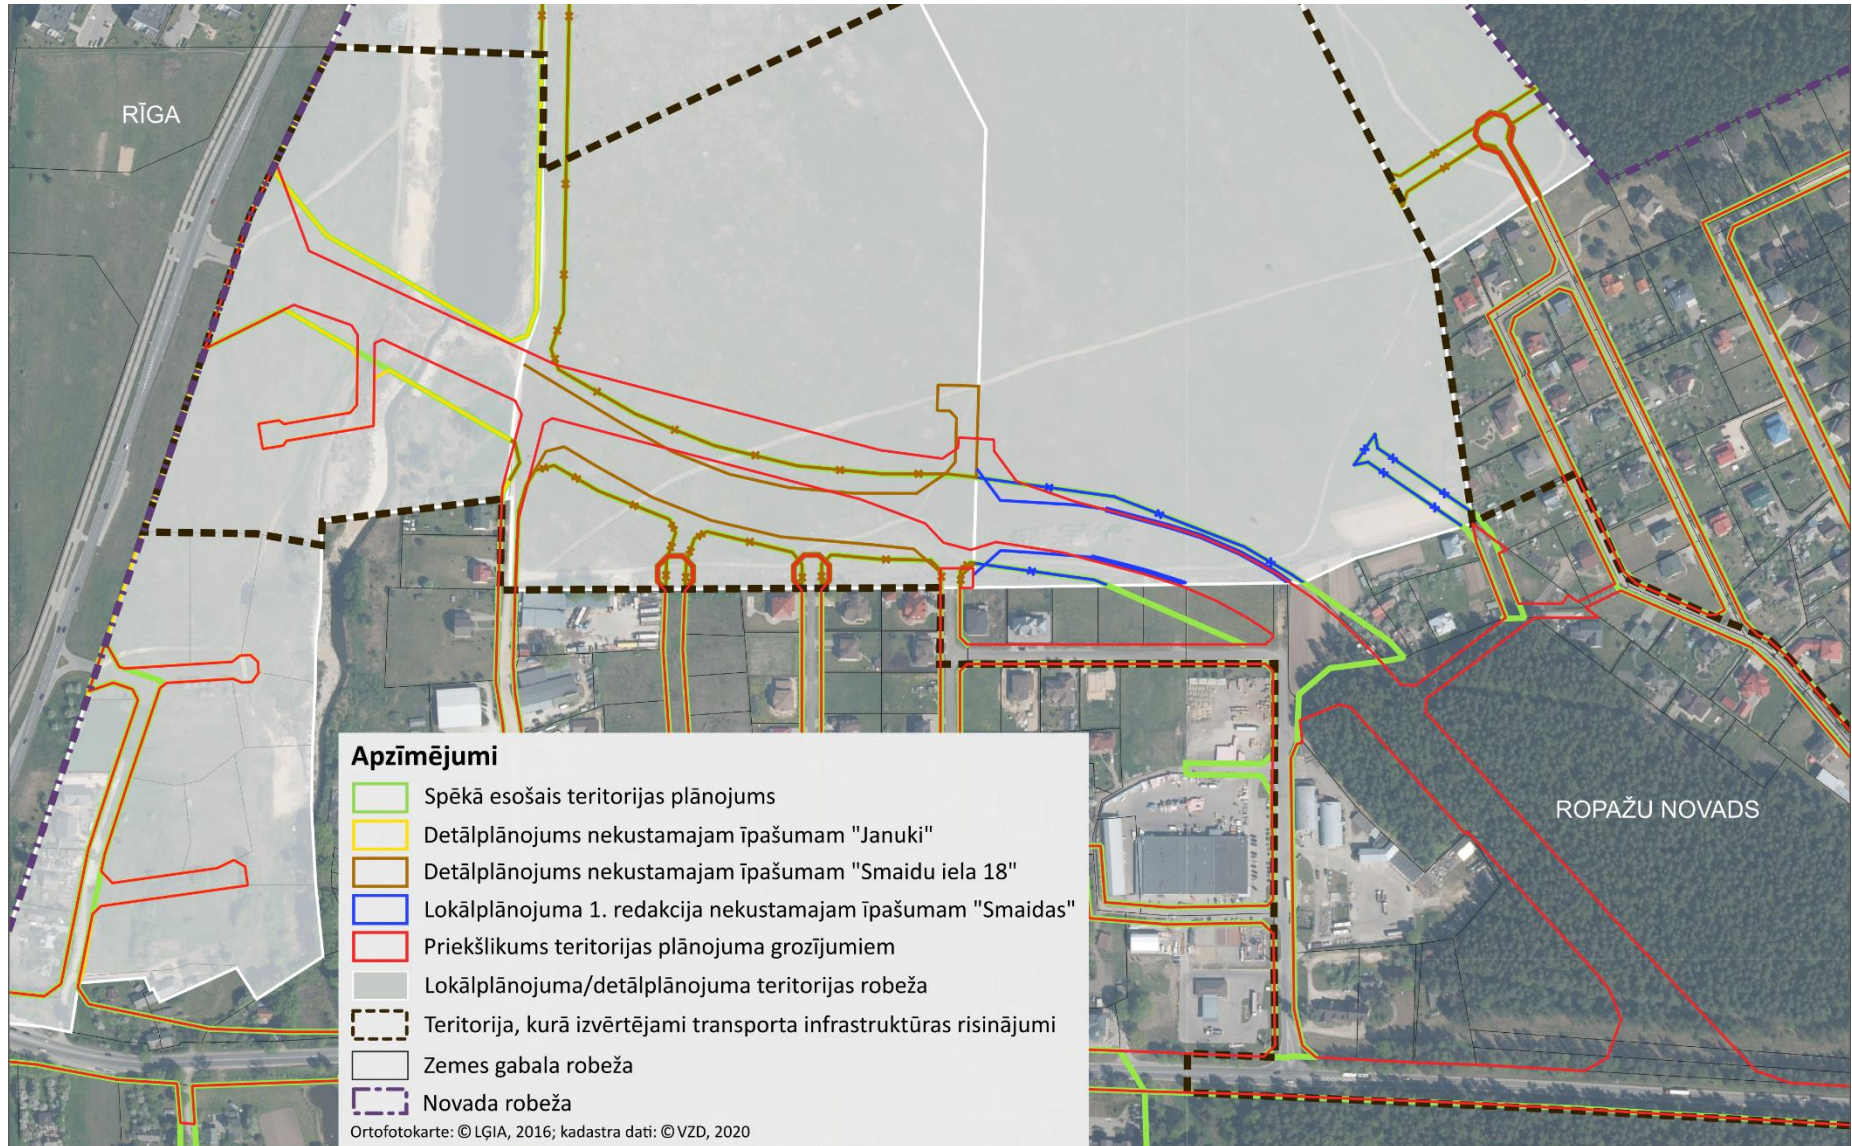 RĪGA
Apzīmējumi
Spēkā esošais teritorijas plānojums
Detālplānojums nekustamajam īpašumam "Januki"
Detālplānojums nekustamajam īpašumam "Smaidu iela 18"
Lokālplānojuma 1. redakcija nekustamajam īpašumam "Smaidas"
Priekšlikums teritorijas plānojuma grozījumiem
Lokālplānojuma/detālplānojuma teritorijas robeža
Teritorija, kurā izvērtējami transporta infrastruktūras risinājumi
Zemes gabala robeža
Novada robeža
Ortofotokarte: © LĢIA, 2016; kadastra dati: © VZD, 2020
ROPAŽU NOVADS